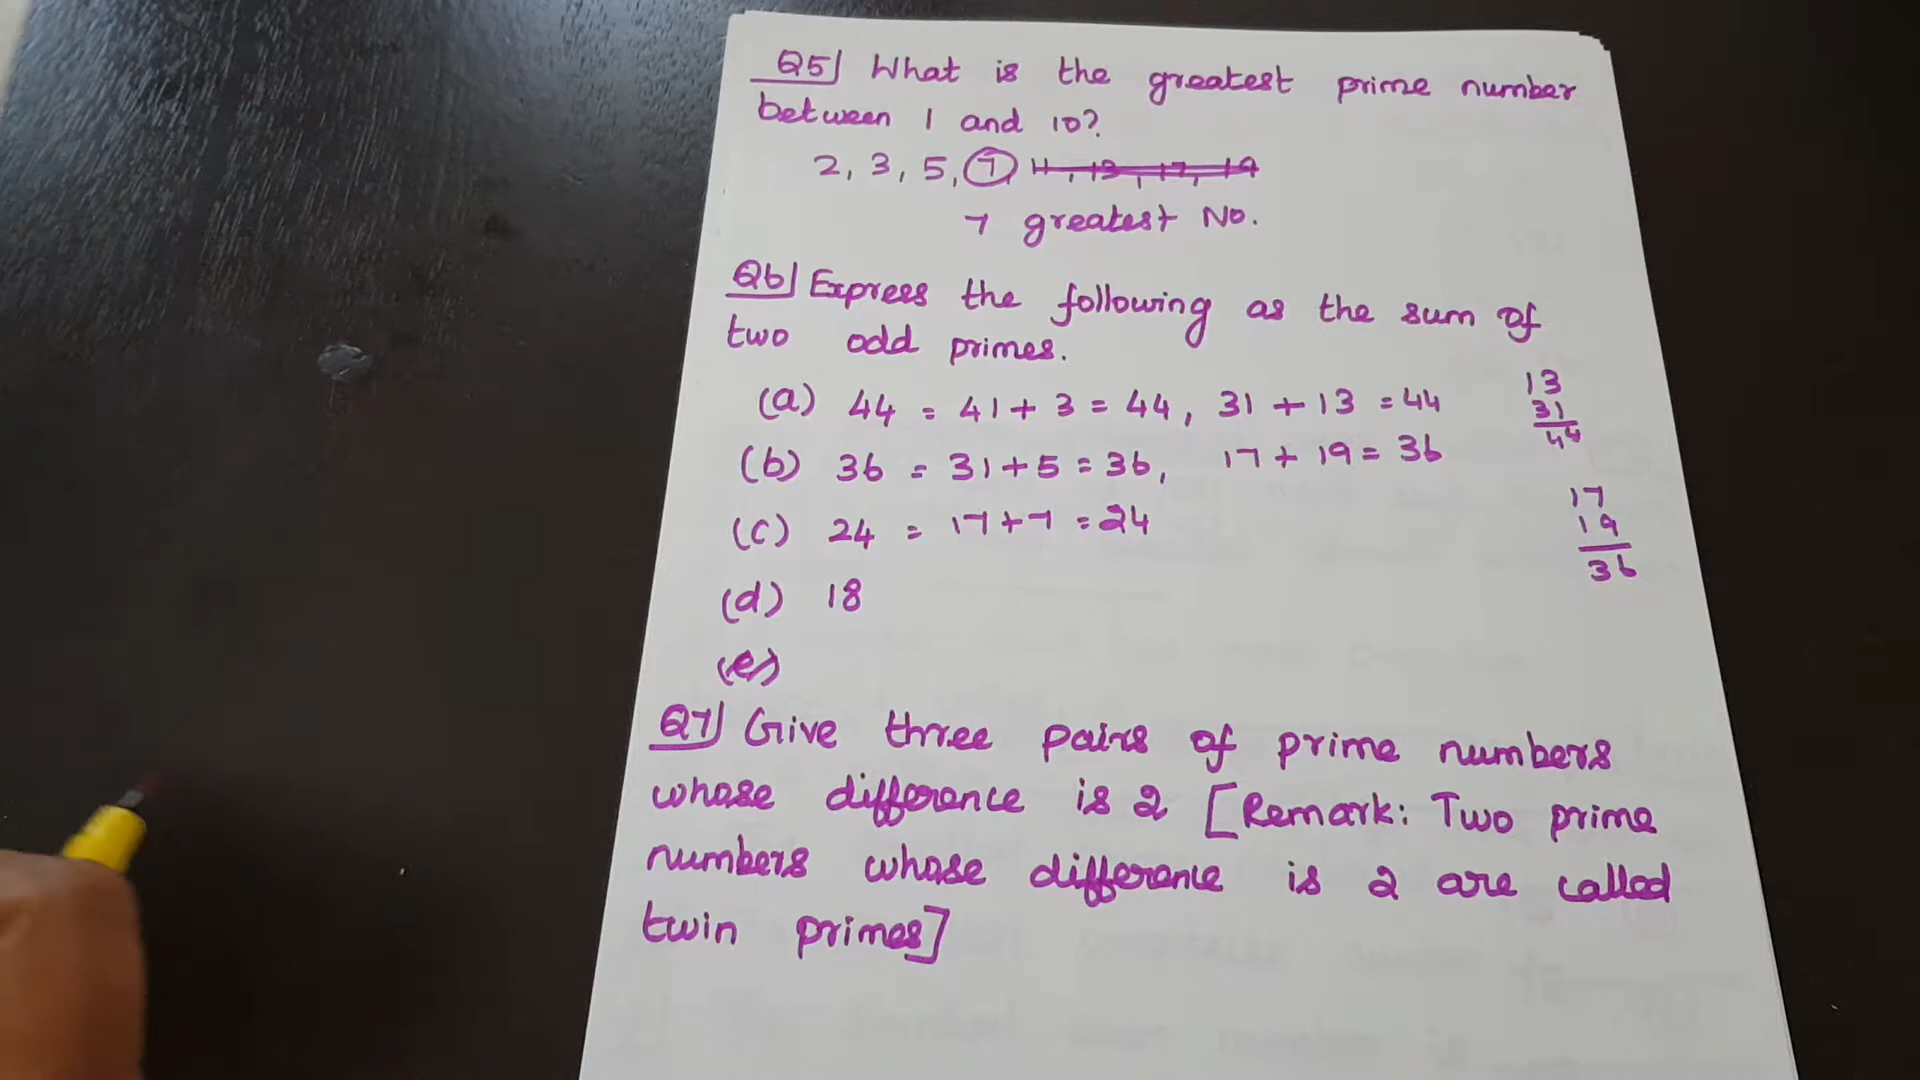 Q5) What is the greatest prime number
between 1 and 10?
2, 3, 5, 7, 11, 13, 17, 19
7 greatest No.
Q6) Express the following as the sum of
two odd primes.
(a) 44 = 41 + 3 = 44, 31 + 13 = 44
13
31
44
(b) 36 = 31 + 5 = 36, 17 + 19 = 36
(c) 24 = 17 + 7 = 24
17
19
36
(d) 18
(e)
Q7) Give three pairs of prime numbers
whose difference is 2 [Remark: Two prime
numbers whose difference is 2 are called
twin primes]